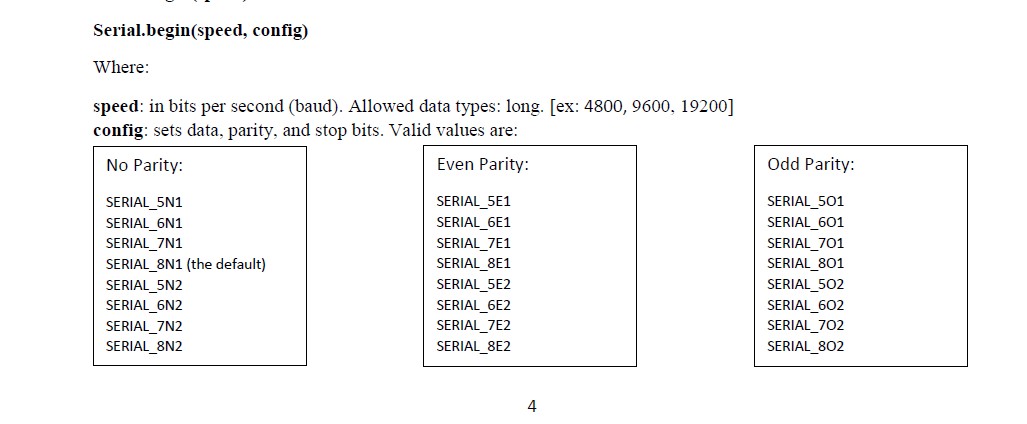 Serial.begin(speed, config)
Where:
speed: in bits per second (baud). Allowed data types: long. [ex: 4800, 9600, 19200]
config: sets data, parity, and stop bits. Valid values are:
No Parity:
SERIAL_5N1
SERIAL_6N1
SERIAL_7N1
SERIAL_8N1 (the default)
SERIAL_5N2
SERIAL_6N2
SERIAL_7N2
SERIAL_8N2
Even Parity:
SERIAL_5E1
SERIAL_6E1
SERIAL_7E1
SERIAL_8E1
SERIAL_5E2
SERIAL_6E2
SERIAL_7E2
SERIAL_8E2
Odd Parity:
SERIAL_5O1
SERIAL_6O1
SERIAL_7O1
SERIAL_8O1
SERIAL_5O2
SERIAL_6O2
SERIAL_7O2
SERIAL_8O2
4